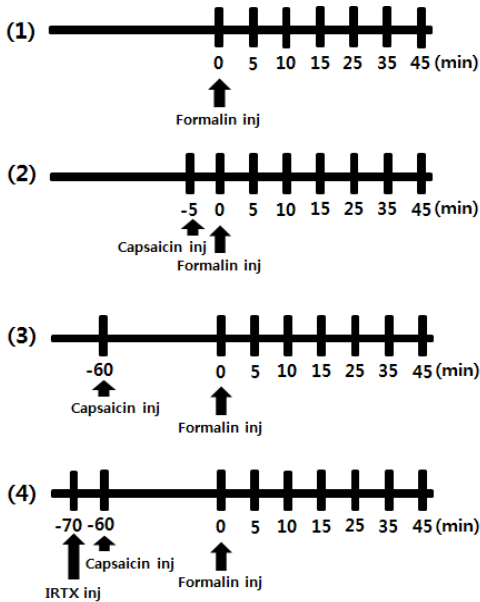 (1)
0 5 10 15 25 35 45 (min)
Formalin inj
(2)
-5 0 5 10 15 25 35 45 (min)
Capsaicin inj
Formalin inj
(3)
-60 0 5 10 15 25 35 45 (min)
Capsaicin inj
Formalin inj
(4)
-70 -60 0 5 10 15 25 35 45 (min)
Capsaicin inj
Formalin inj
IRTX inj